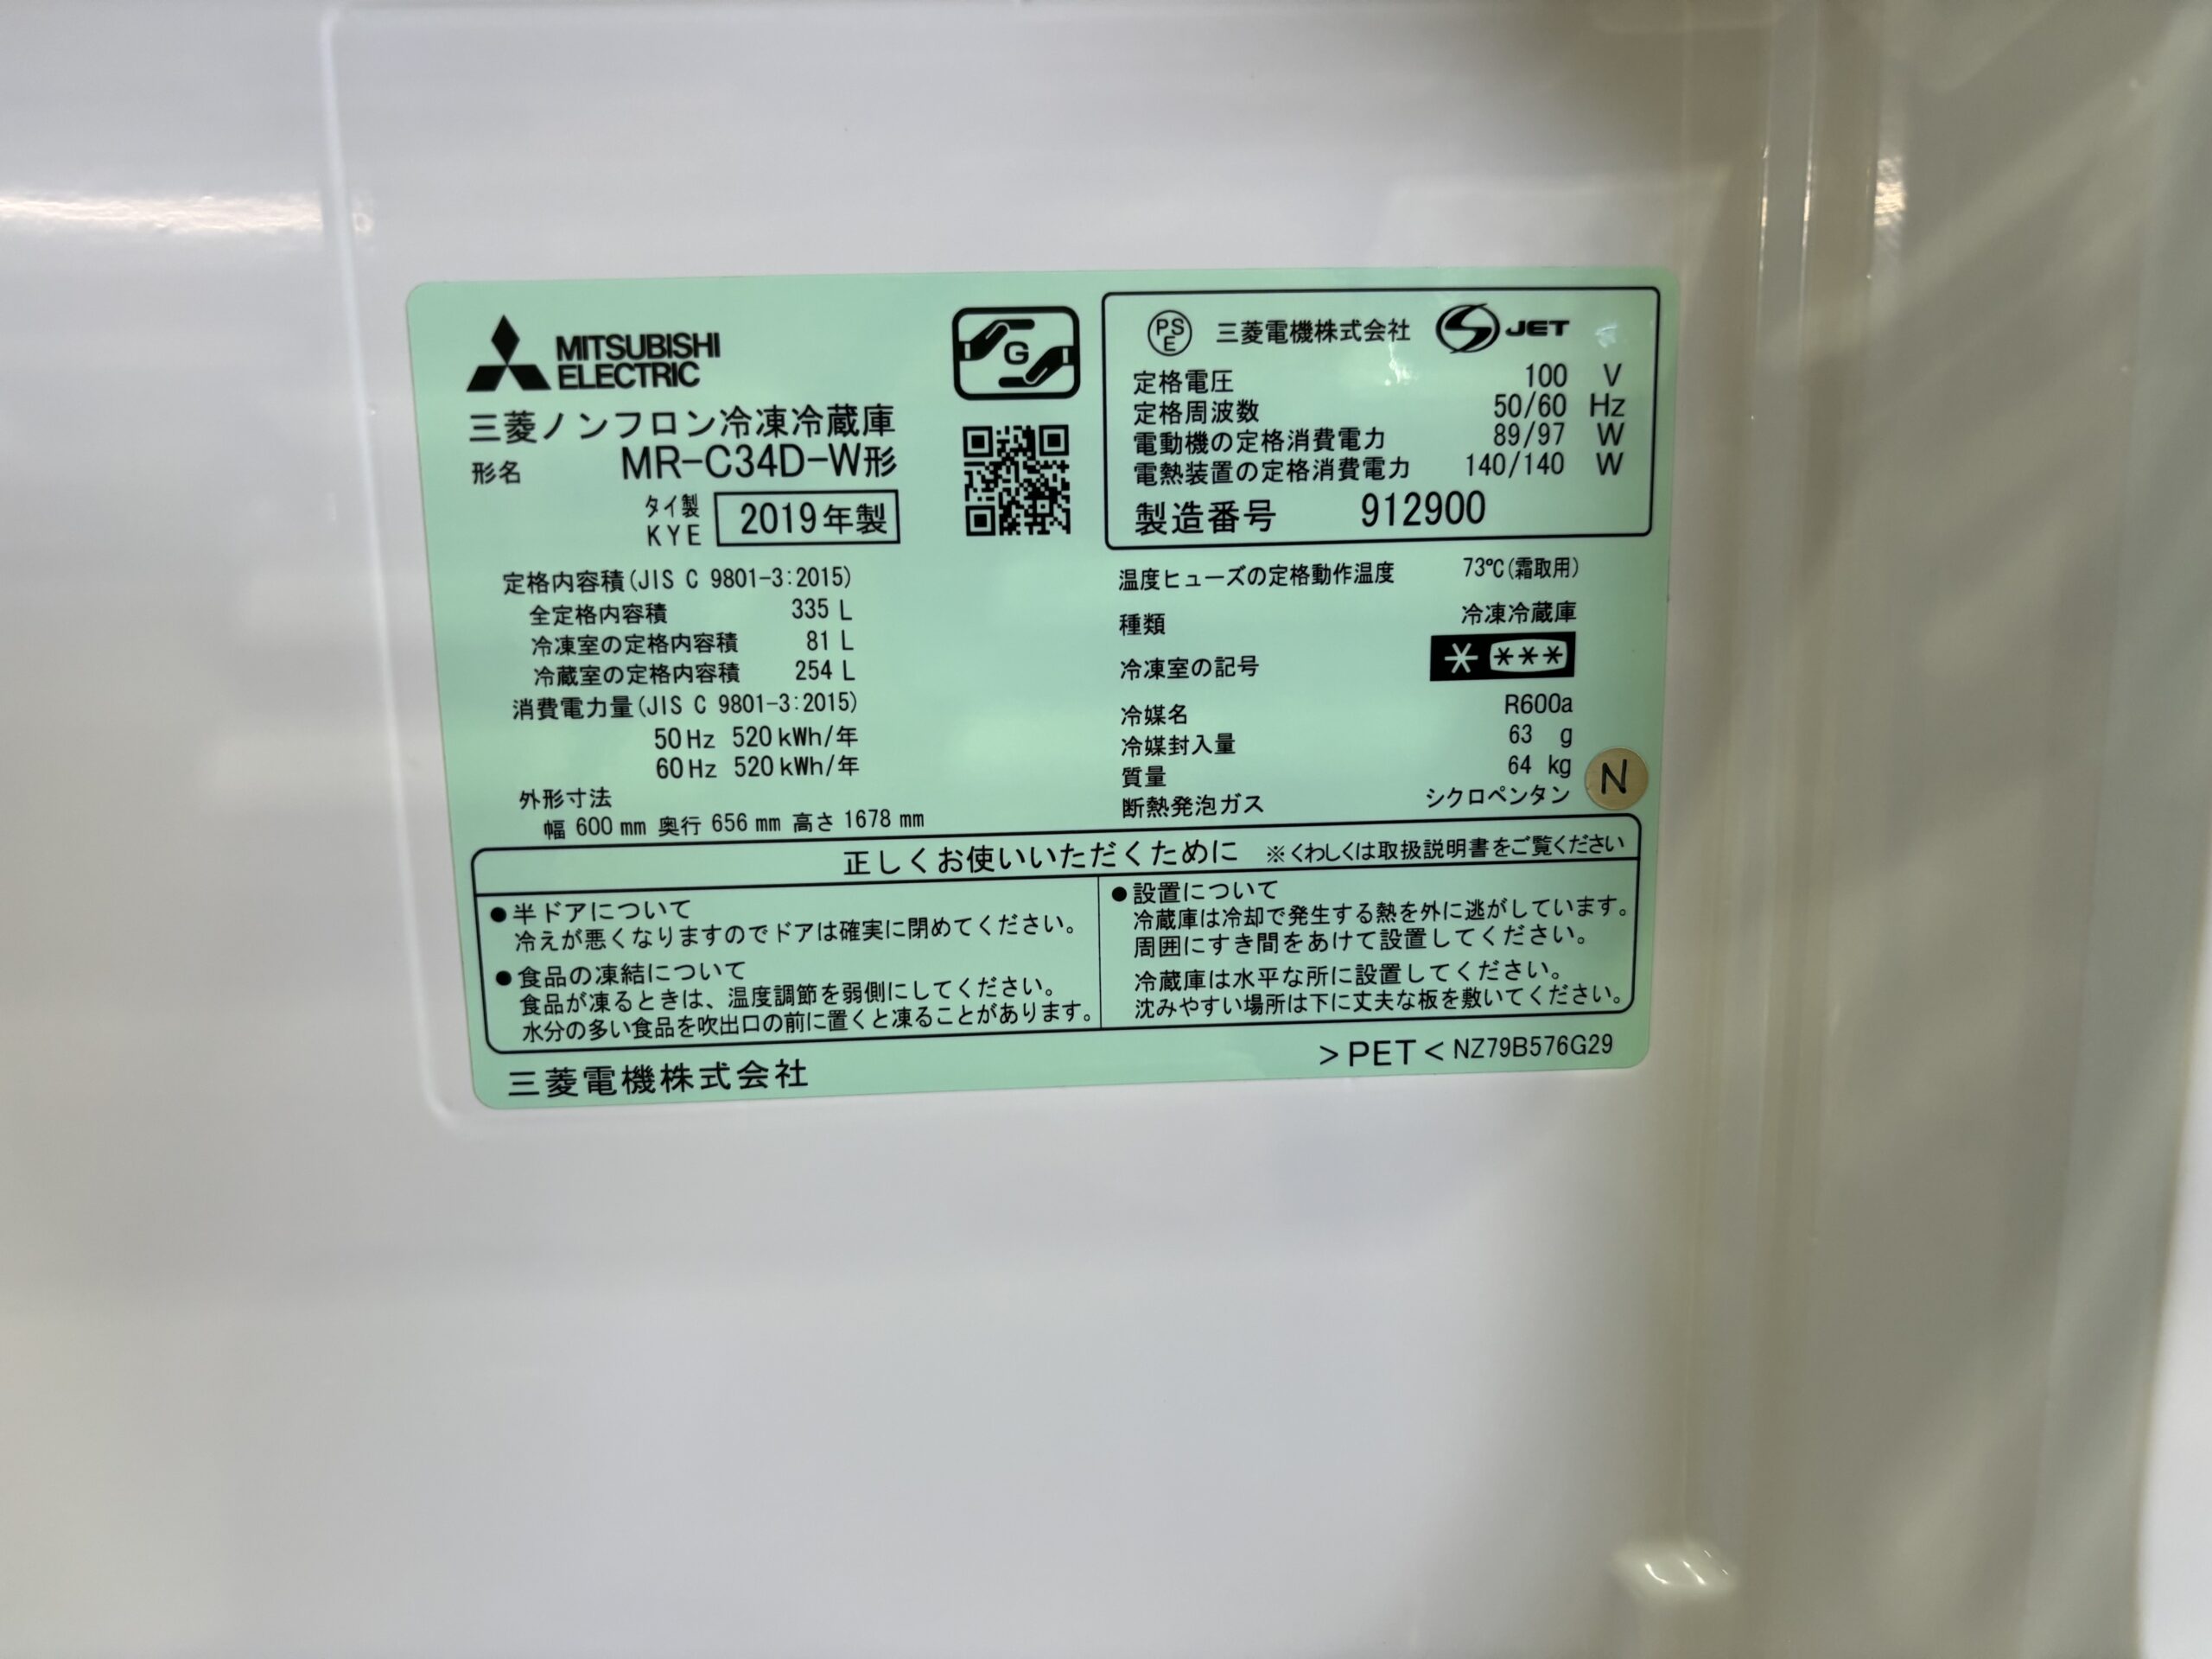 MITSUBISHI
ELECTRIC
三菱ノンフロン冷凍冷蔵庫
形名 MR-C34D-W形
タイ製
KYE
2019年製
G
定格内容積(JIS C 9801-3:2015)
全定格内容積 335 L
冷凍室の定格内容積 81 L
冷蔵室の定格内容積 254 L
消費電力量(JIS C 9801-3:2015)
50Hz 520kWh/年
60Hz 520kWh/年
外形寸法
幅 600mm 奥行 656mm 高さ 1678mm
PSE 三菱電機株式会社 JET
定格電圧 100 V
定格周波数 50/60 Hz
電動機の定格消費電力 89/97 W
電熱装置の定格消費電力 140/140 W
製造番号 912900
温度ヒューズの定格動作温度 73℃(霜取用)
種類 冷凍冷蔵庫
冷凍室の記号 * ***
冷媒名 R600a
冷媒封入量 63 g
質量 64 kg
断熱発泡ガス シクロペンタン
N
正しくお使いいただくために ※くわしくは取扱説明書をご覧ください
●半ドアについて
冷えが悪くなりますのでドアは確実に閉めてください。
●食品の凍結について
食品が凍るときは、温度調節を弱側にしてください。
水分の多い食品を吹出口の前に置くと凍ることがあります。
●設置について
冷蔵庫は冷却で発生する熱を外に逃がしています。
周囲にすき間をあけて設置してください。
冷蔵庫は水平な所に設置してください。
沈みやすい場所は下に丈夫な板を敷いてください。
三菱電機株式会社
>PET< NZ79B576G29